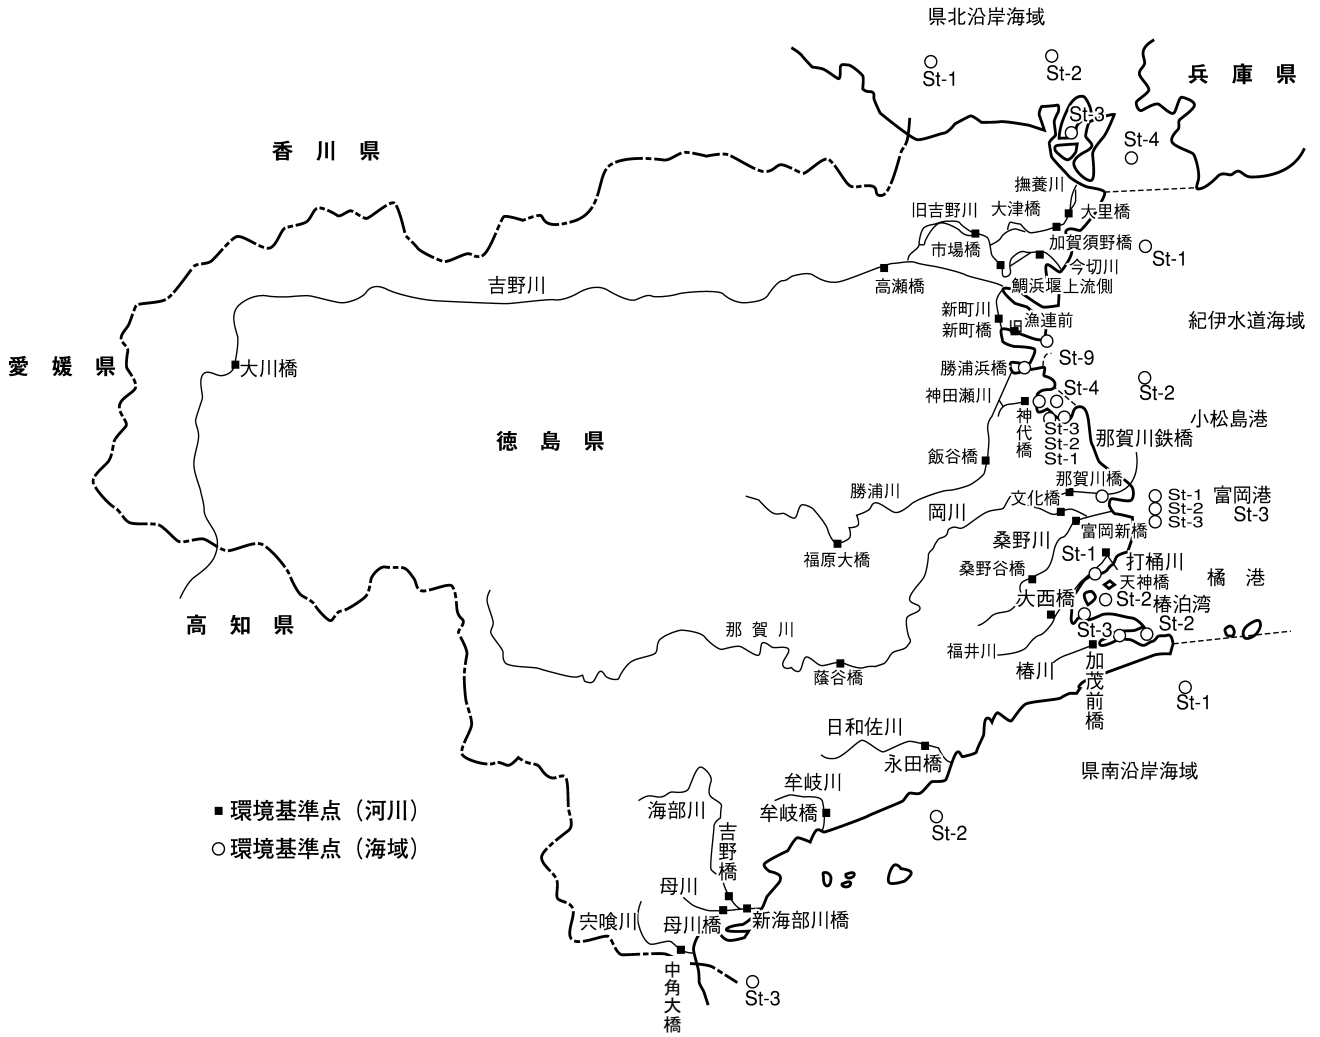 県北沿岸海域
St-1
St-2
兵 庫 県
St-3
St-4
香 川 県
撫養川
旧吉野川
大津橋
大里橋
市場橋
加賀須野橋
St-1
今切川
吉野川
高瀬橋
鯛浜堰上流側
新町川
新町橋
旧漁連前
紀伊水道海域
愛 媛 県
大川橋
勝浦浜橋
St-9
神田瀬川
St-4
St-2
神代橋
St-3
St-2
St-1
小松島港
徳 島 県
那賀川鉄橋
飯谷橋
那賀川橋
勝浦川
文化橋
St-1
St-2
St-3
富岡港
St-3
岡川
富岡新橋
桑野川
福原大橋
St-1
打樋川
桑野谷橋
天神橋
橘 港
大西橋
St-2
椿泊湾
高 知 県
那 賀 川
St-3
St-2
福井川
椿川
加茂前橋
蔭谷橋
St-1
日和佐川
永田橋
県南沿岸海域
牟岐川
牟岐橋
海部川
■環境基準点（河川）
St-2
吉野橋
○環境基準点（海域）
母川
宍喰川
母川橋
新海部川橋
中角大橋
St-3